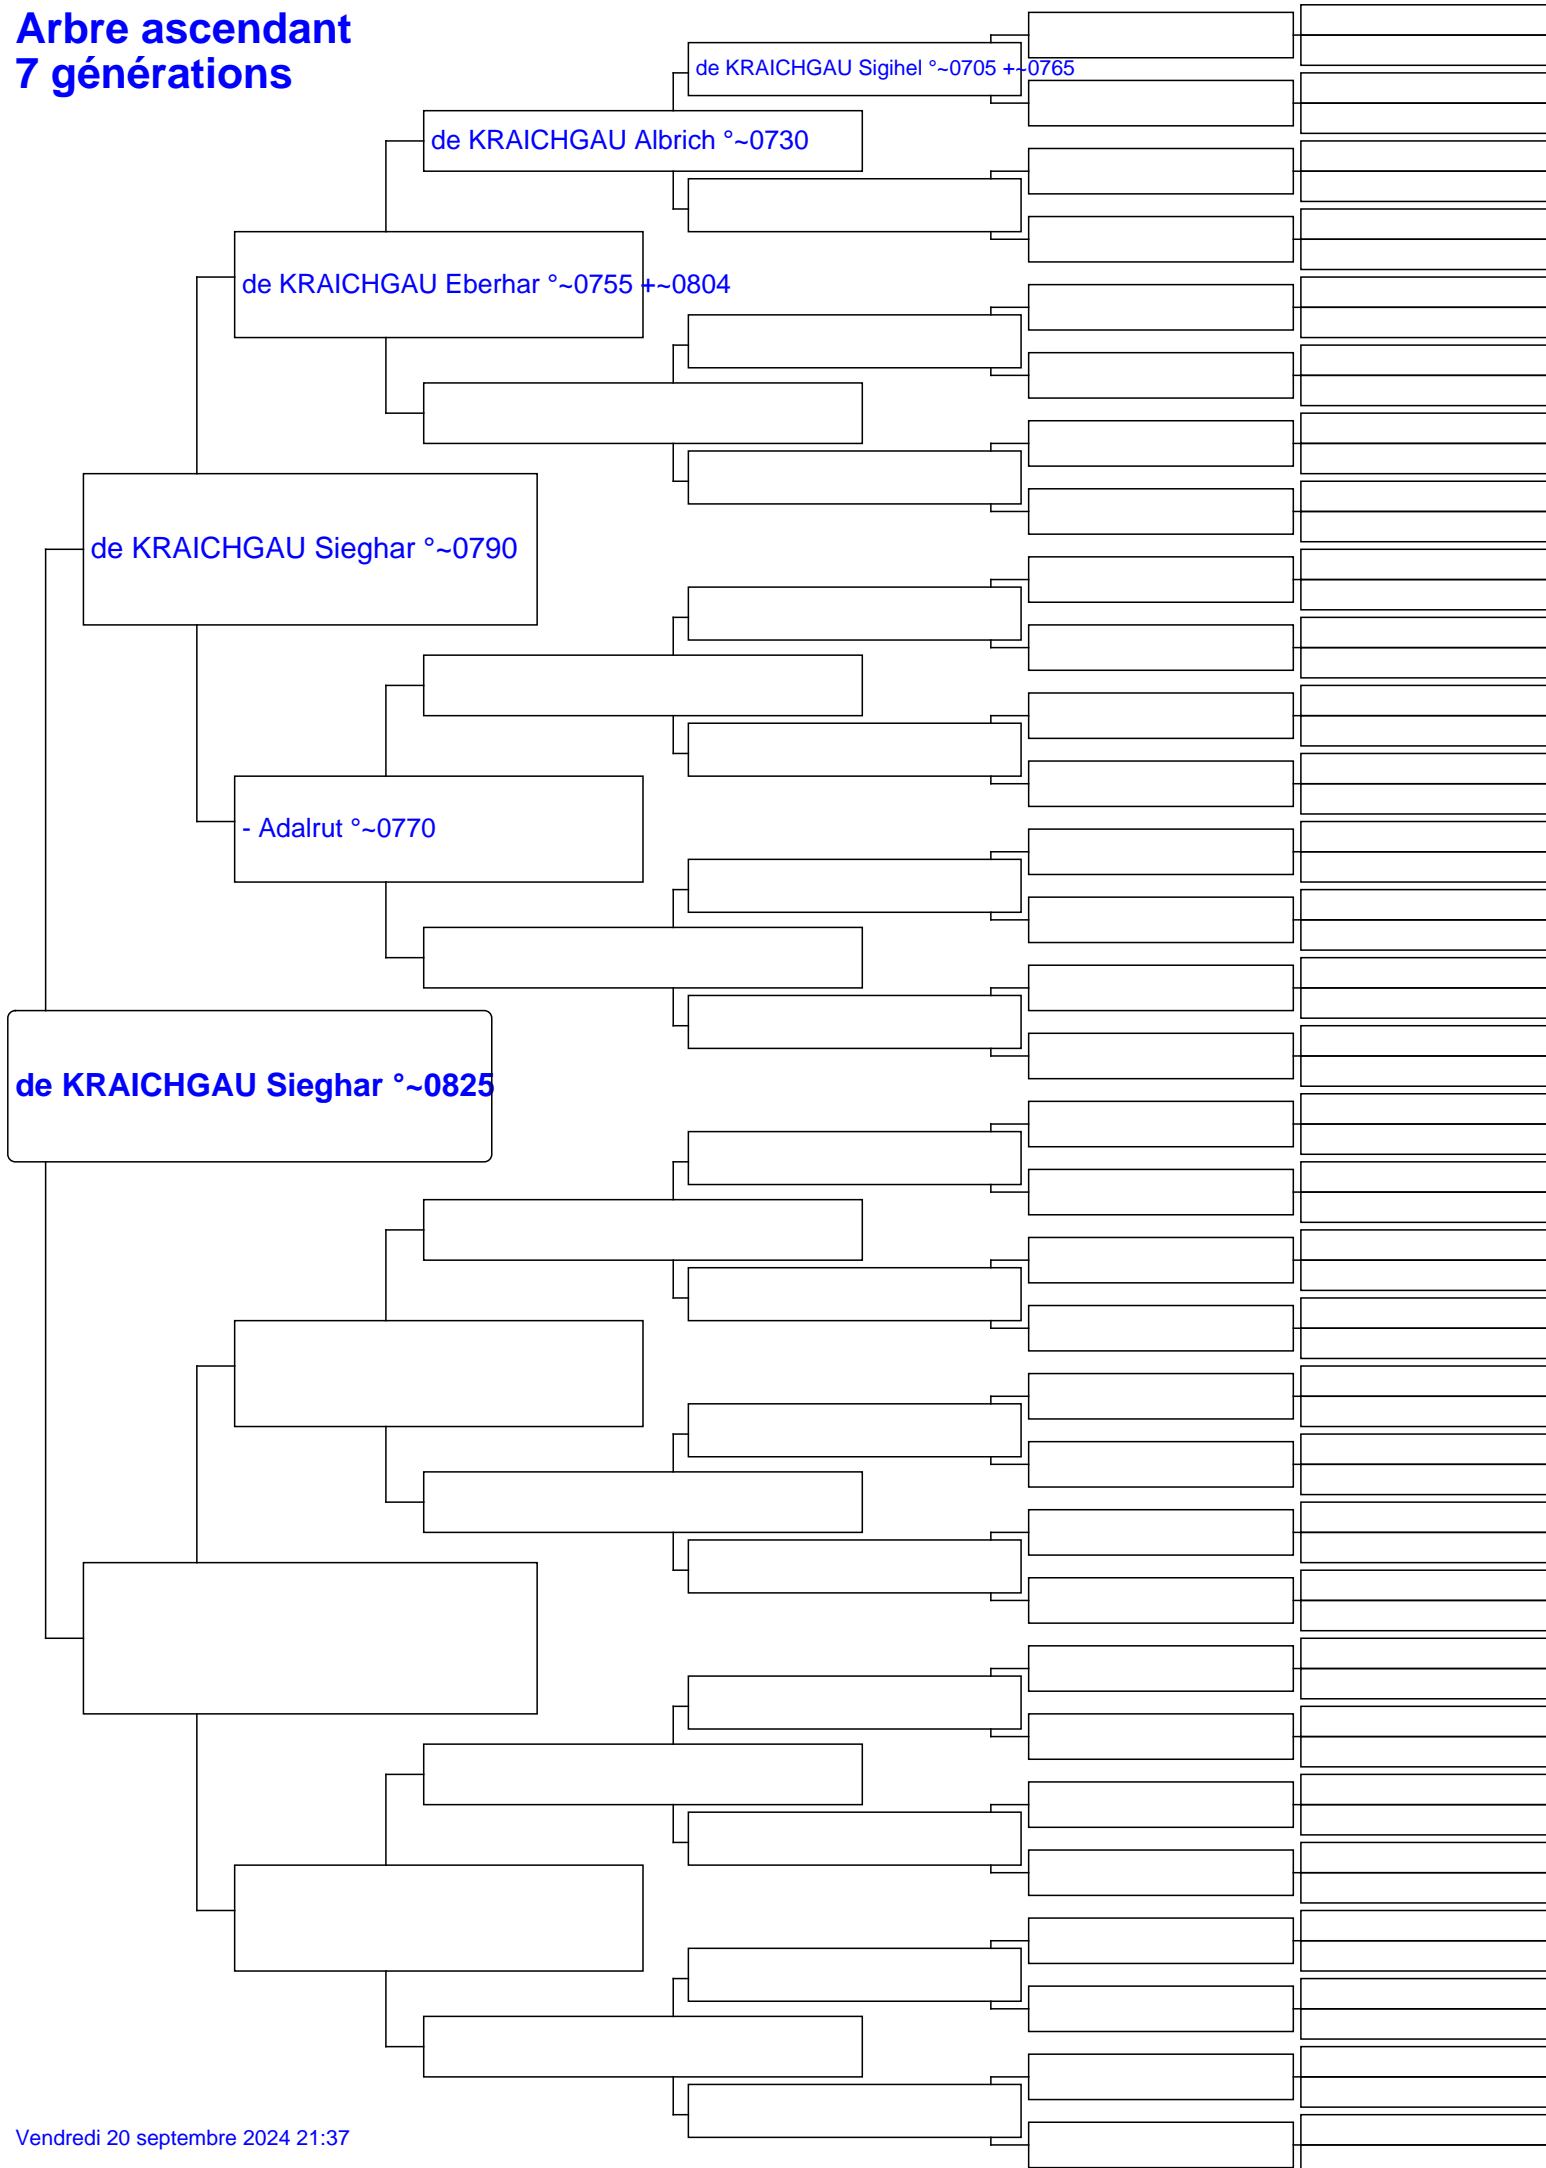 Arbre ascendant
7 générations
de KRAICHGAU Sigihel °~0705 +~0765
de KRAICHGAU Albrich °~0730
de KRAICHGAU Eberhar °~0755 +~0804
de KRAICHGAU Sieghar °~0790
- Adalrut °~0770
de KRAICHGAU Sieghar °~0825
Vendredi 20 septembre 2024 21:37